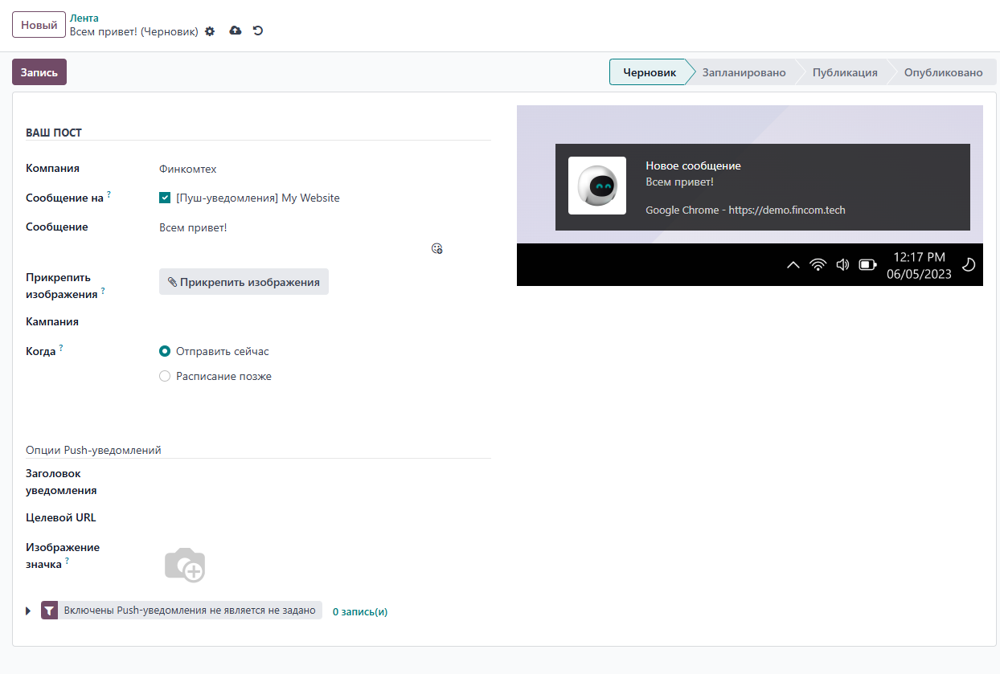 Новый
Лента
Всем привет! (Черновик)
Запись
Черновик
Запланировано
Публикация
Опубликовано
ВАШ ПОСТ
Компания
Финкомтех
Сообщение на ?
[Пуш-уведомления] My Website
Сообщение
Всем привет!
Прикрепить
изображения ?
Прикрепить изображения
Кампания
Когда ?
Отправить сейчас
Расписание позже
Опции Push-уведомлений
Заголовок
уведомления
Целевой URL
Изображение
значка ?
Включены Push-уведомления не является не задано
0 запись(и)
Новое сообщение
Всем привет!
Google Chrome - https://demo.fincom.tech
12:17 PM
06/05/2023